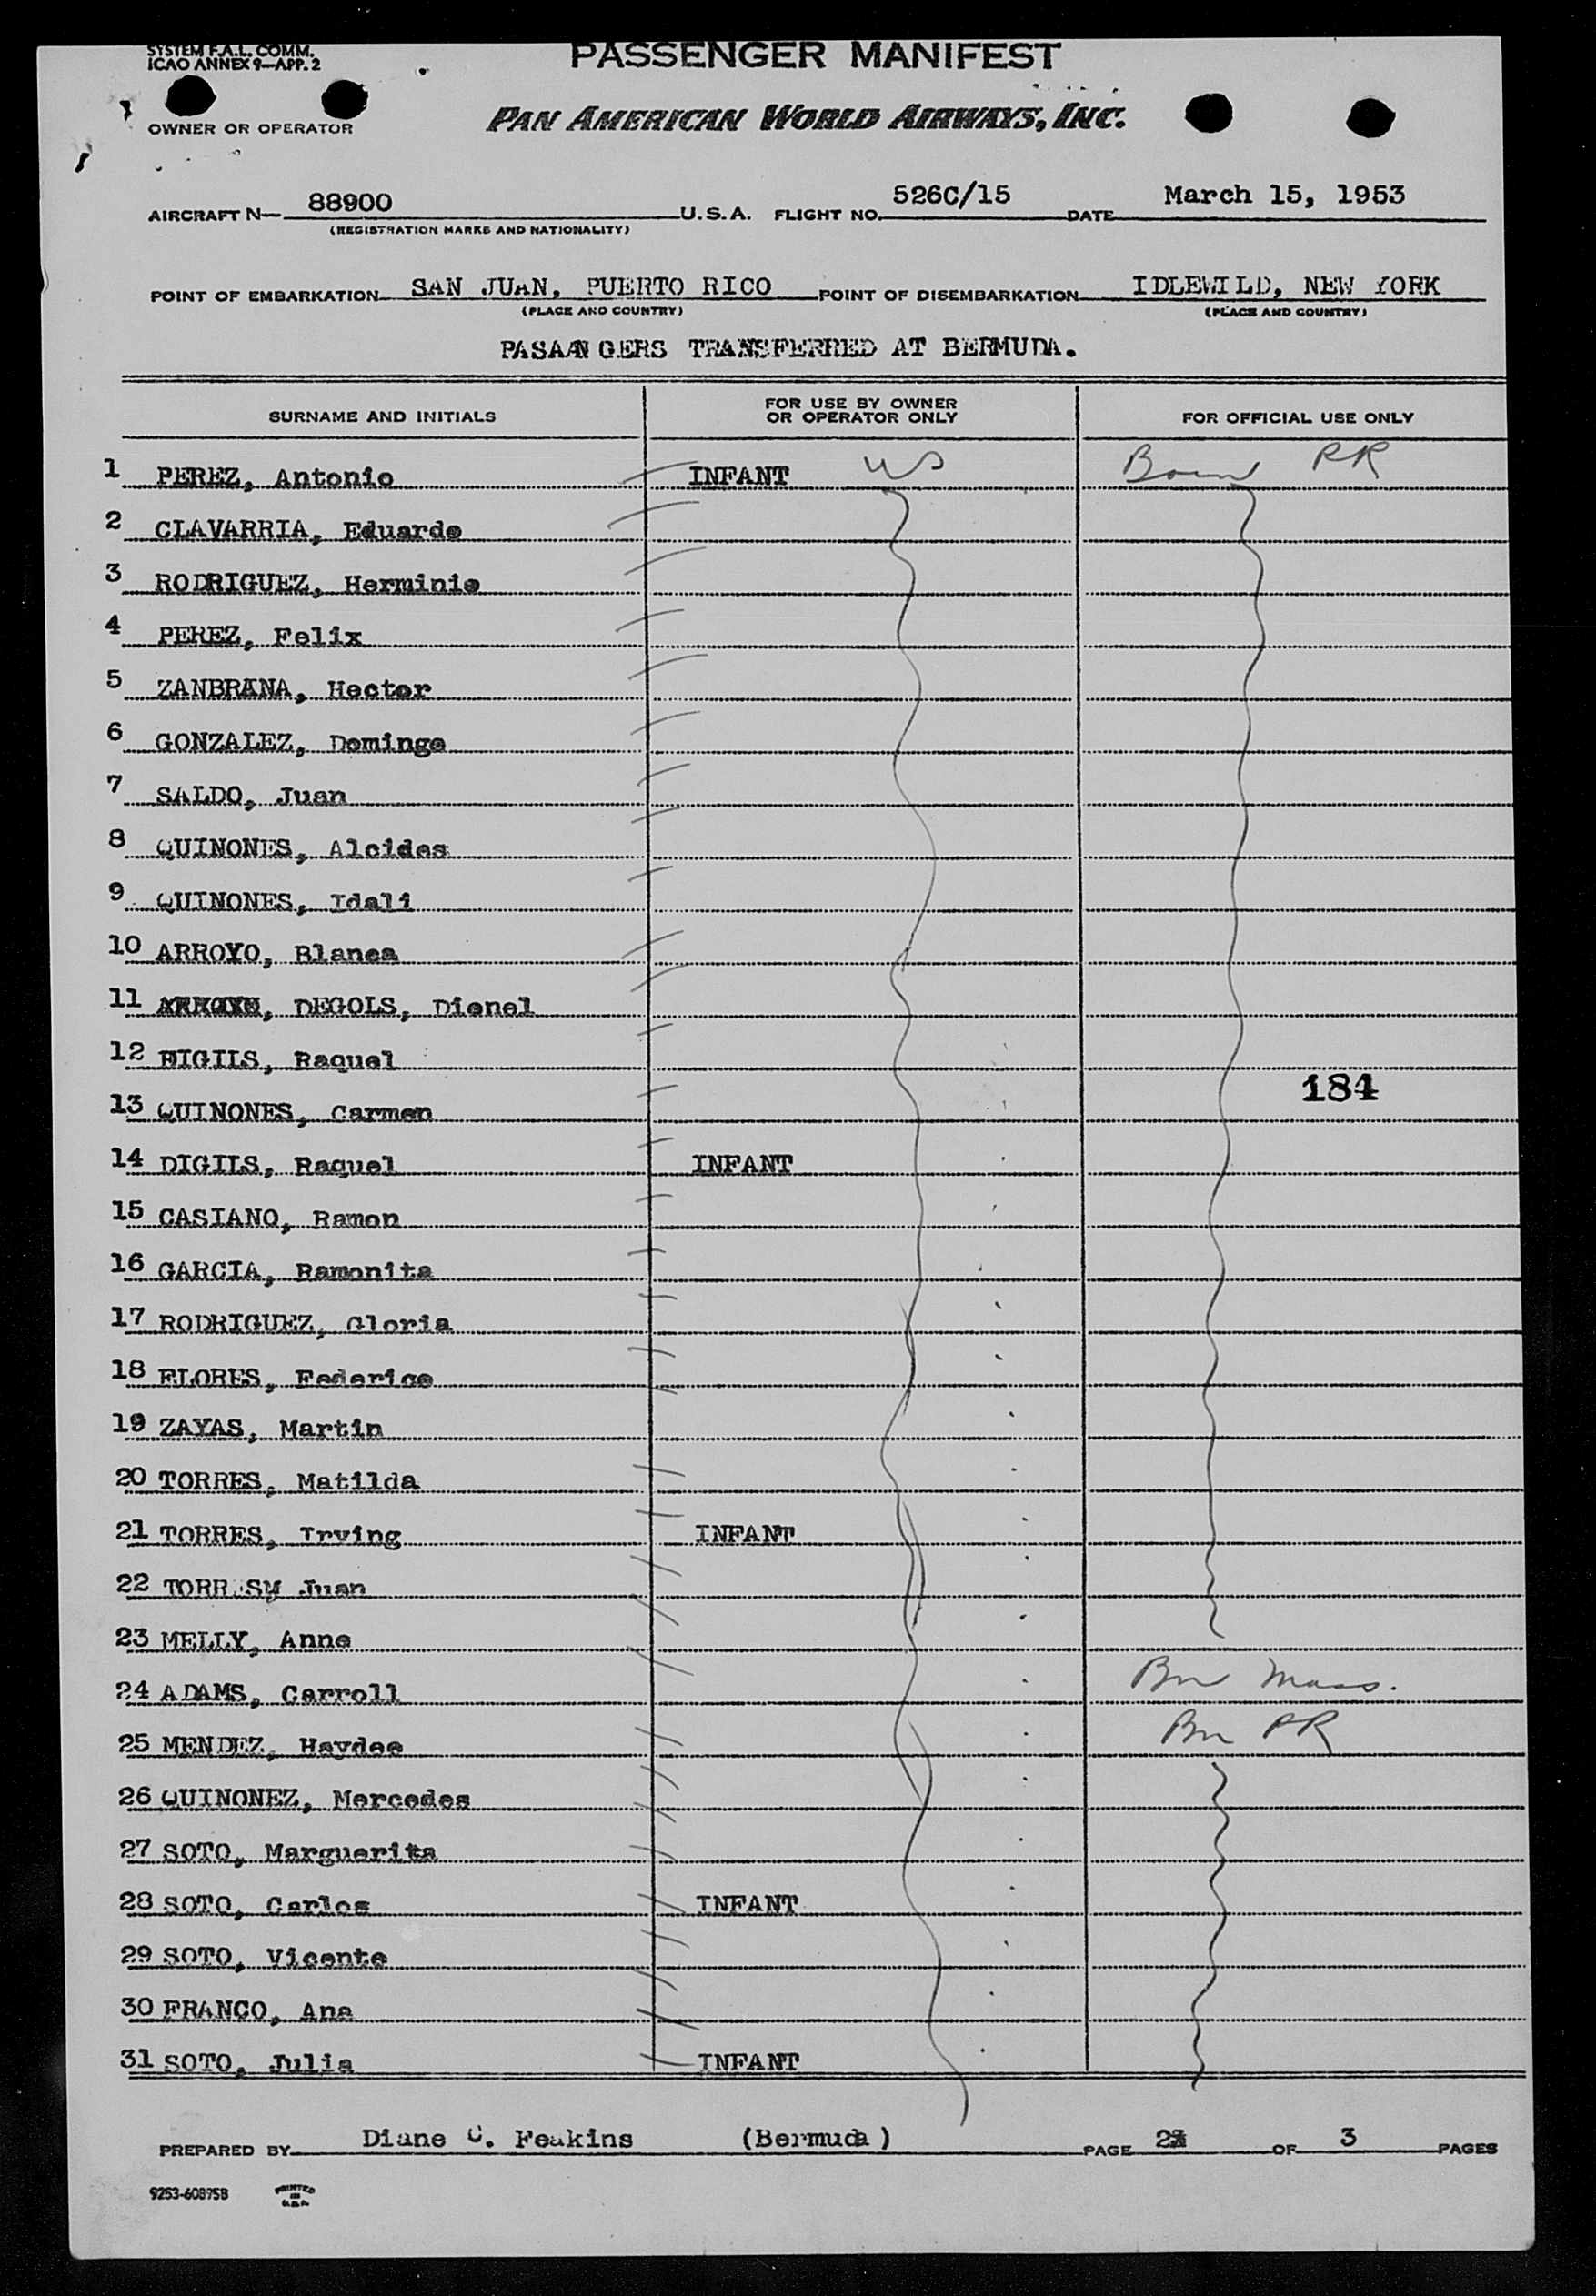 SYSTEM F.A.L. COMM.
ICAO ANNEX 9—APP. 2
PASSENGER MANIFEST
OWNER OR OPERATOR
PAN AMERICAN WORLD AIRWAYS, INC.
AIRCRAFT N— 88900 U.S.A. FLIGHT NO. 526C/15 DATE March 15, 1953
(REGISTRATION MARKS AND NATIONALITY)
POINT OF EMBARKATION SAN JUAN, PUERTO RICO POINT OF DISEMBARKATION IDLEWILD, NEW YORK
(PLACE AND COUNTRY) (PLACE AND COUNTRY)
PASAANGERS TRANSFERRED AT BERMUDA.
SURNAME AND INITIALS FOR USE BY OWNER OR OPERATOR ONLY FOR OFFICIAL USE ONLY
1 PEREZ, Antonio INFANT US Born PR
2 CLAVARRIA, Eduardo
3 RODRIGUEZ, Herminio
4 PEREZ, Felix
5 ZANBRANA, Hector
6 GONZALEZ, Domingo
7 SALDO, Juan
8 QUINONES, Alcides
9 QUINONES, Idali
10 ARROYO, Blanca
11 DEGOLS, Dionel
12 DIGILS, Raquel
184
13 QUINONES, Carmen
14 DIGILS, Raquel INFANT
15 CASIANO, Ramon
16 GARCIA, Ramonita
17 RODRIGUEZ, Gloria
18 FLORES, Federico
19 ZAYAS, Martin
20 TORRES, Matilda
21 TORRES, Irving INFANT
22 Juan
23 MELLY, Anne
24 ADAMS, Carroll Bn Mass.
25 MENDEZ, Haydee Bn PR
26 QUINONEZ, Mercedes
27 SOTO, Marguerita
28 SOTO, Carlos INFANT
29 SOTO, Vicente
30 FRANCO, Ana
31 SOTO, Julia INFANT
PREPARED BY Diane C. Feakins (Bermuda) PAGE 2 OF 3 PAGES
9253-60895B PRINTED IN U.S.A.